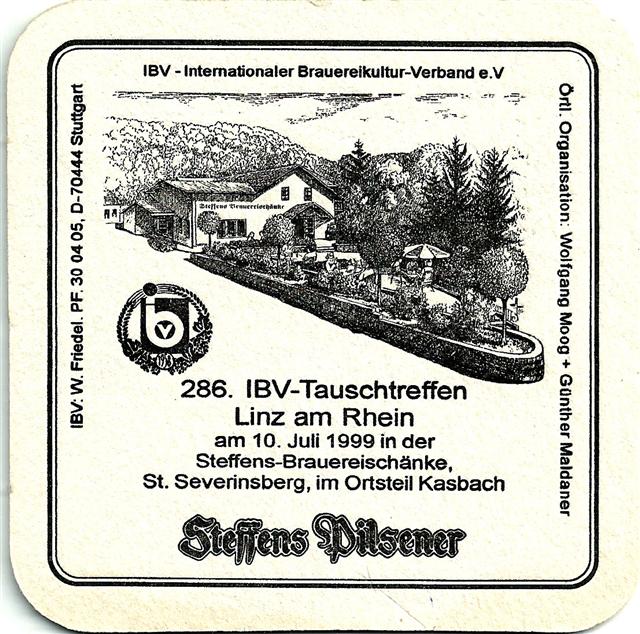 IBV - Internationaler Brauereikultur-Verband e.V
IBV: W. Friedel. PF. 30 04 05, D-70444 Stuttgart
Örtl. Organisation: Wolfgang Moog + Günther Maldaner
Steffens Brauereischänke
ibv
286. IBV-Tauschtreffen
Linz am Rhein
am 10. Juli 1999 in der
Steffens-Brauereischänke,
St. Severinsberg, im Ortsteil Kasbach
Steffens Pilsener